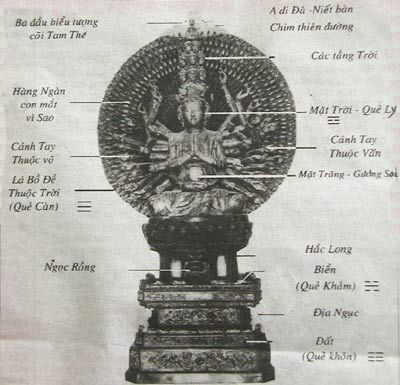 Ba đầu biểu tượng
cõi Tam Thế
A di Đà - Niết bàn
Chim thiên đường
Các tầng Trời
Hàng Ngàn
con mắt
vì Sao
Mặt Trời - Quẻ Ly
☲
Cánh Tay
Thuộc võ
Cánh Tay
Thuộc Văn
Lá Bồ Đề
Thuộc Trời
(Quẻ Càn) ☰
Mặt Trăng - Gương Soi
Hắc Long
Ngọc Rồng
Biển
(Quẻ Khảm) ☵
Địa Ngục
Đất
(Quẻ khôn) ☷